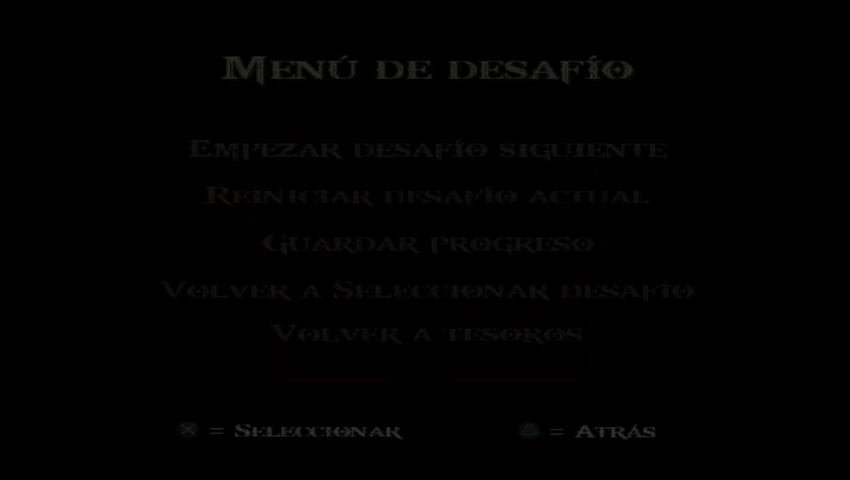 Menú de desafío
Empezar desafío siguiente
Reiniciar desafío actual
Guardar progreso
Volver a Seleccionar desafío
Volver a tesoros
= Seleccionar = Atrás